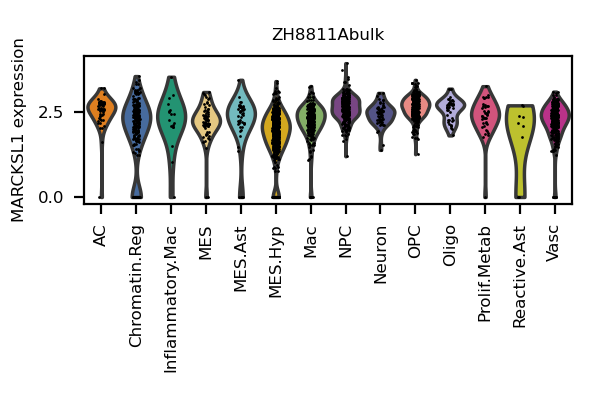 ZH8811Abulk
MARCKSL1 expression
2.5
0.0
AC
Chromatin.Reg
Inflammatory.Mac
MES
MES.Ast
MES.Hyp
Mac
NPC
Neuron
OPC
Oligo
Prolif.Metab
Reactive.Ast
Vasc